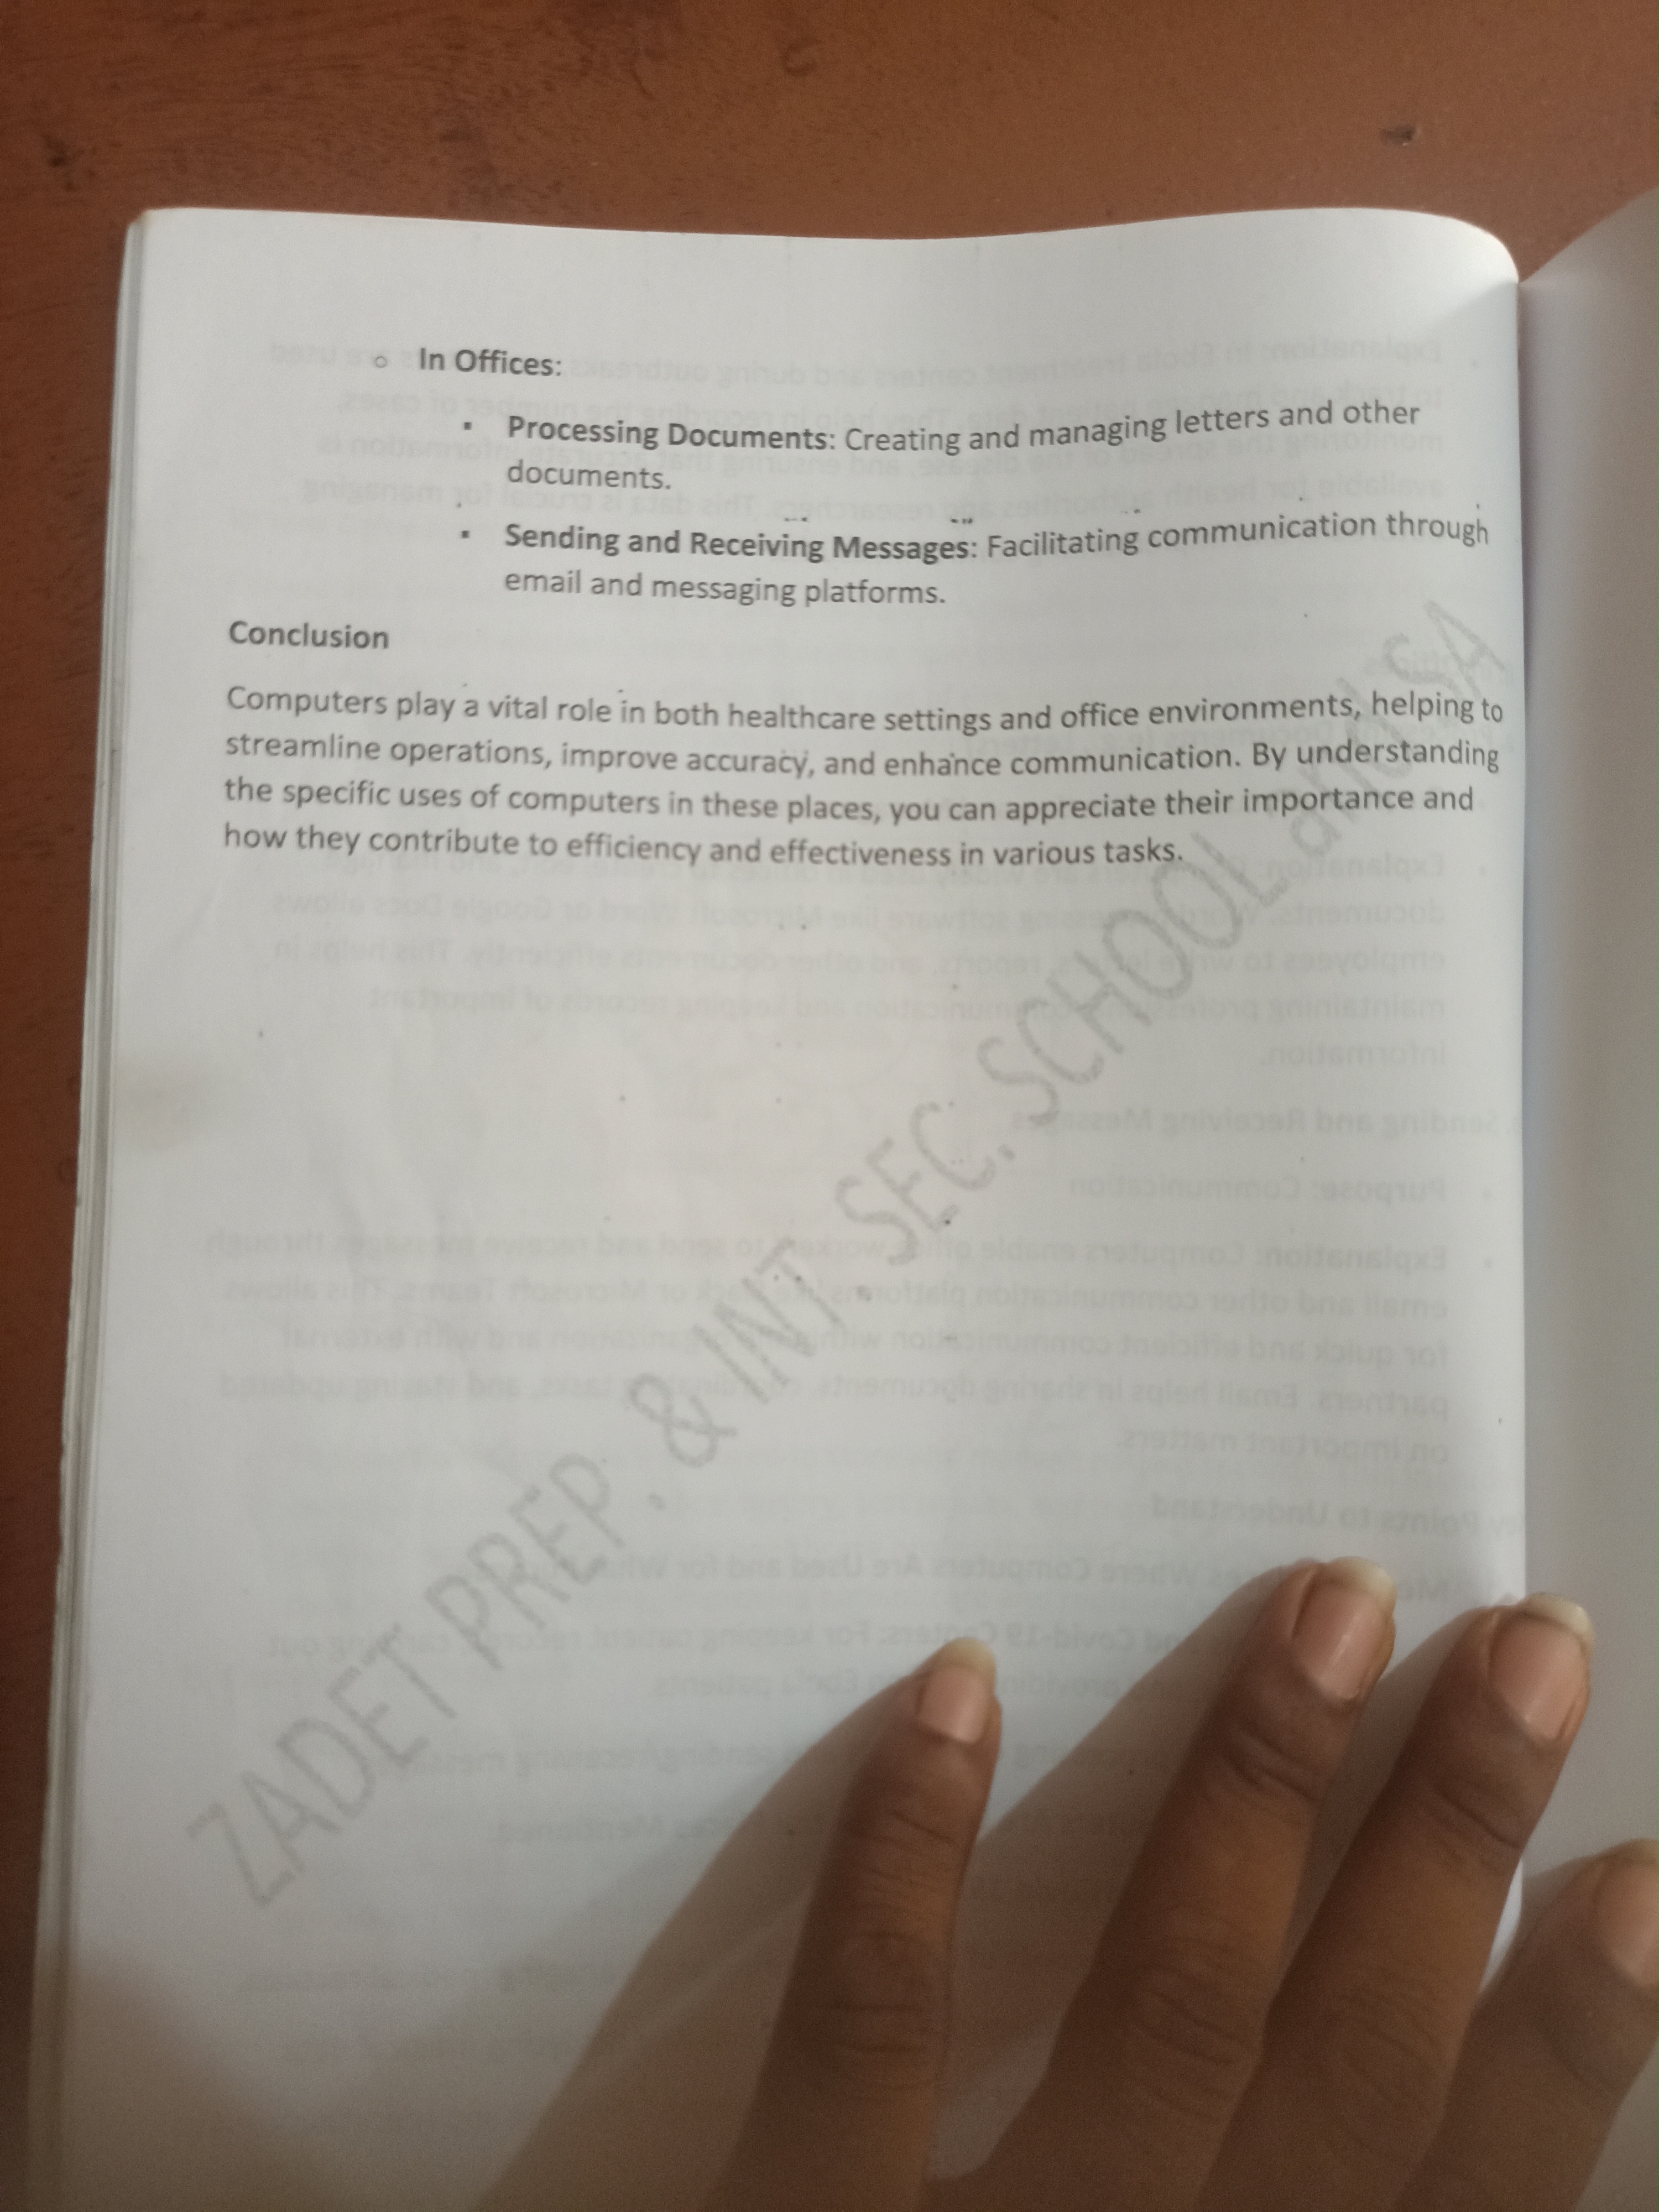 o In Offices:
▪ Processing Documents: Creating and managing letters and other
documents.
▪ Sending and Receiving Messages: Facilitating communication through
email and messaging platforms.
Conclusion
Computers play a vital role in both healthcare settings and office environments, helping to
streamline operations, improve accuracy, and enhance communication. By understanding
the specific uses of computers in these places, you can appreciate their importance and
how they contribute to efficiency and effectiveness in various tasks.
ZADET PREP. & INT. SEC. SCHOOL and SA